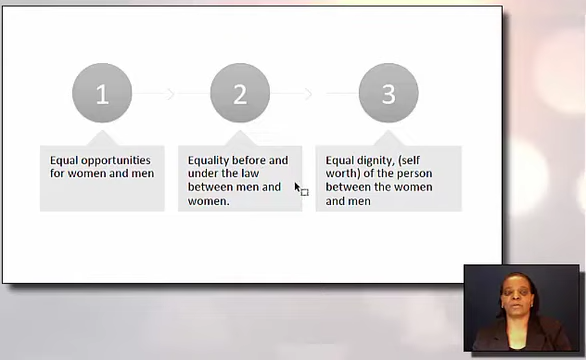 1
2
3
Equal opportunities
for women and men
Equality before and
under the law
between men and
women.
Equal dignity, (self
worth) of the person
between the women
and men